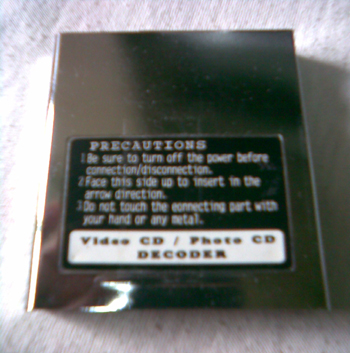 PRECAUTIONS
1 Be sure to turn off the power before
connection/disconnection.
2 Face this side up to insert in the
arrow direction.
3 Do not touch the eonnecting part with
your hand or any metal.
Video CD / Photo CD
DECODER